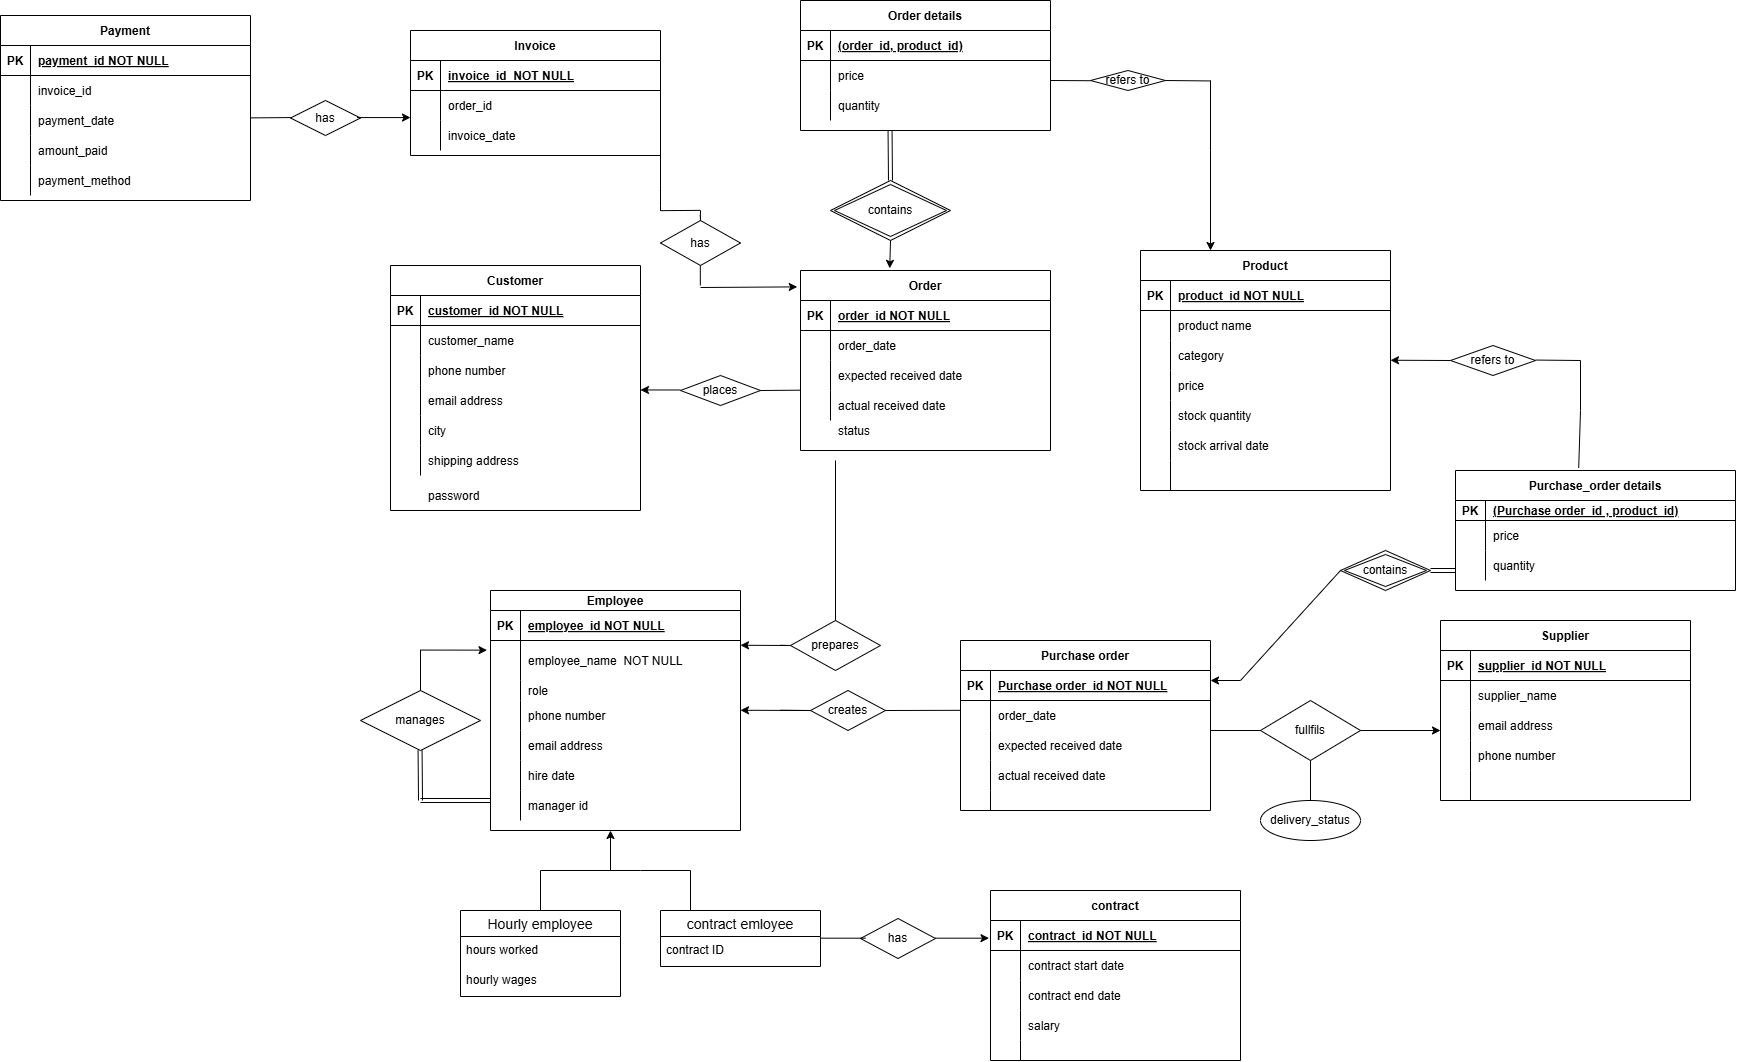 Payment
PK payment_id NOT NULL
invoice_id
payment_date
amount_paid
payment_method
has
Invoice
PK invoice_id NOT NULL
order_id
invoice_date
has
Order details
PK (order_id, product_id)
price
quantity
refers to
contains
Customer
PK customer_id NOT NULL
customer_name
phone number
email address
city
shipping address
password
places
Order
PK order_id NOT NULL
order_date
expected received date
actual received date
status
Product
PK product_id NOT NULL
product name
category
price
stock quantity
stock arrival date
refers to
Purchase_order details
PK (Purchase order_id , product_id)
price
quantity
contains
Employee
PK employee_id NOT NULL
employee_name NOT NULL
role
phone number
email address
hire date
manager id
manages
prepares
creates
Purchase order
PK Purchase order_id NOT NULL
order_date
expected received date
actual received date
fullfils
delivery_status
Supplier
PK supplier_id NOT NULL
supplier_name
email address
phone number
Hourly employee
hours worked
hourly wages
contract emloyee
contract ID
has
contract
PK contract_id NOT NULL
contract start date
contract end date
salary